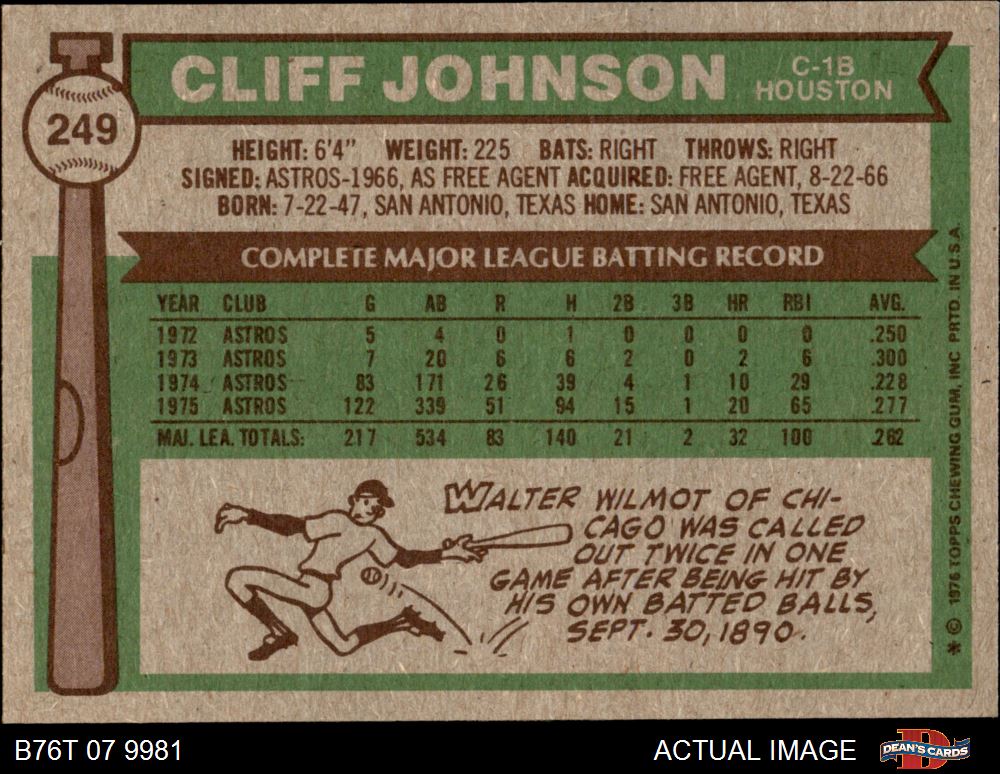 249
CLIFF JOHNSON
C-1B
HOUSTON
HEIGHT: 6'4" WEIGHT: 225 BATS: RIGHT THROWS: RIGHT
SIGNED: ASTROS-1966, AS FREE AGENT ACQUIRED: FREE AGENT, 8-22-66
BORN: 7-22-47, SAN ANTONIO, TEXAS HOME: SAN ANTONIO, TEXAS
COMPLETE MAJOR LEAGUE BATTING RECORD
YEAR CLUB G AB R H 2B 3B HR RBI AVG.
1972 ASTROS 5 4 0 1 0 0 0 0 .250
1973 ASTROS 7 20 6 6 2 0 2 6 .300
1974 ASTROS 83 171 26 39 4 1 10 29 .228
1975 ASTROS 122 339 51 94 15 1 20 65 .277
MAJ. LEA. TOTALS: 217 534 83 140 21 2 32 100 .262
WALTER WILMOT OF CHI-
CAGO WAS CALLED
OUT TWICE IN ONE
GAME AFTER BEING HIT BY
HIS OWN BATTED BALLS,
SEPT. 30, 1890.
* © 1976 TOPPS CHEWING GUM, INC. PRTD. IN U.S.A.
B76T 07 9981
ACTUAL IMAGE
DEAN'S CARDS